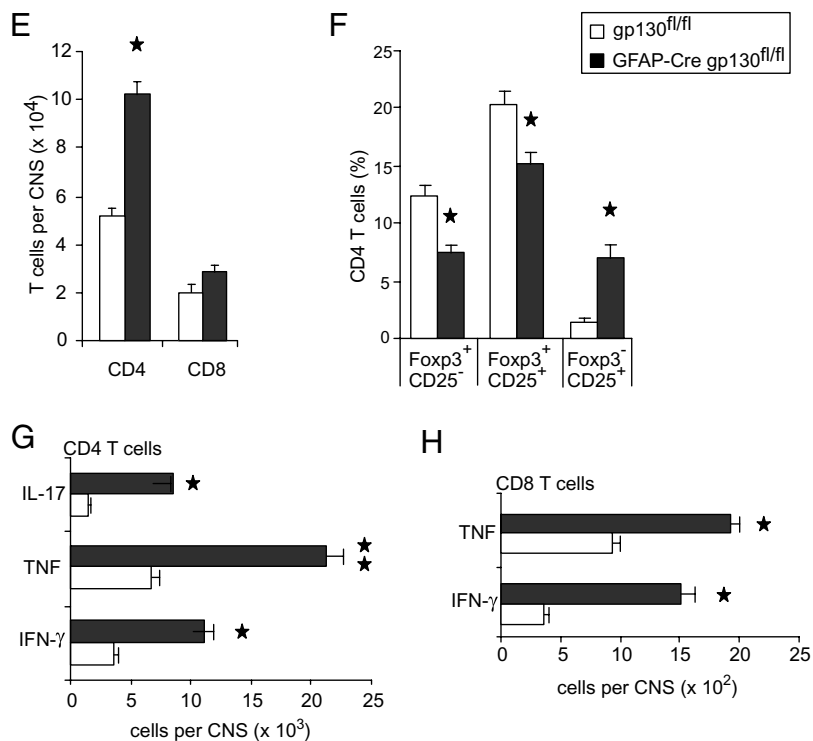 E
T cells per CNS (x 10⁴)
12
10
8
6
4
2
0
CD4 CD8
F
gp130fl/fl
GFAP-Cre gp130fl/fl
CD4 T cells (%)
25
20
15
10
5
0
Foxp3⁺ Foxp3⁺ Foxp3⁻
CD25⁻ CD25⁺ CD25⁺
G
CD4 T cells
IL-17
TNF
IFN-γ
0 5 10 15 20 25
cells per CNS (x 10³)
H
CD8 T cells
TNF
IFN-γ
0 5 10 15 20 25
cells per CNS (x 10²)